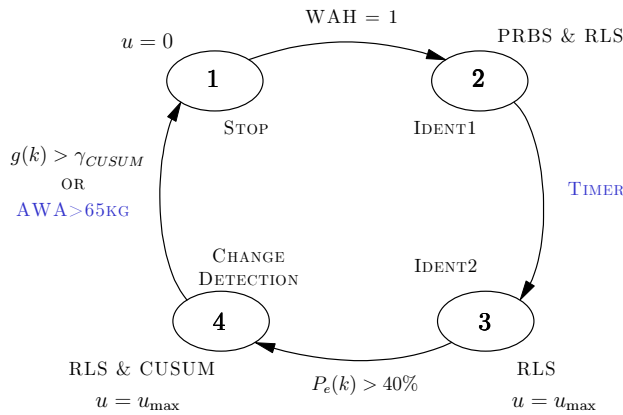 WAH = 1
PRBS & RLS
u = 0
1
2
STOP
IDENT1
g(k) > γ_CUSUM
OR
AWA>65KG
TIMER
CHANGE
DETECTION
IDENT2
4
3
RLS & CUSUM
u = u_max
P_e(k) > 40%
RLS
u = u_max